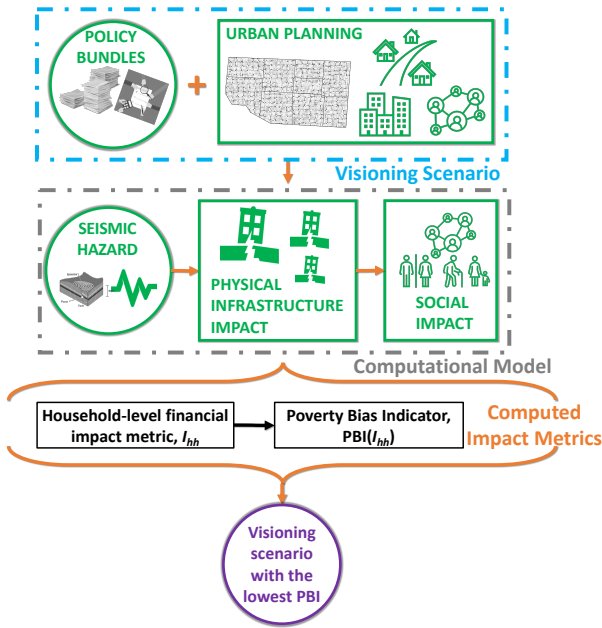 POLICY
BUNDLES
URBAN PLANNING
Visioning Scenario
SEISMIC
HAZARD
PHYSICAL
INFRASTRUCTURE
IMPACT
SOCIAL
IMPACT
Computational Model
Household-level financial
impact metric, Ihh
Poverty Bias Indicator,
PBI(Ihh)
Computed
Impact Metrics
Visioning
scenario
with the
lowest PBI